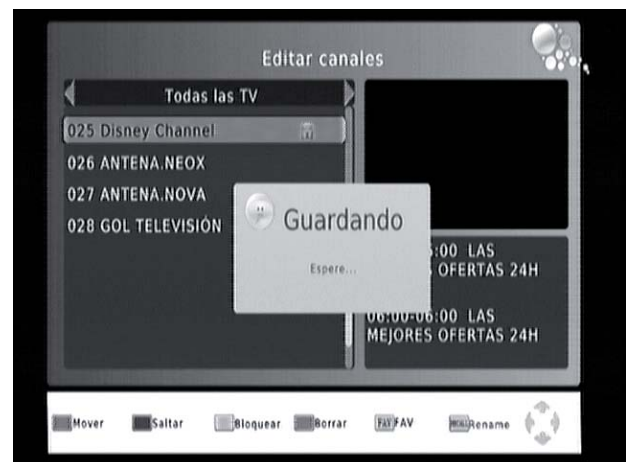 Editar canales
Todas las TV
025 Disney Channel
026 ANTENA.NEOX
027 ANTENA.NOVA
028 GOL TELEVISIÓN
Guardando
Espere...
:00 LAS
OFERTAS 24H
06:00-06:00 LAS
MEJORES OFERTAS 24H
Mover Saltar Bloquear Borrar FAV FAV Rename